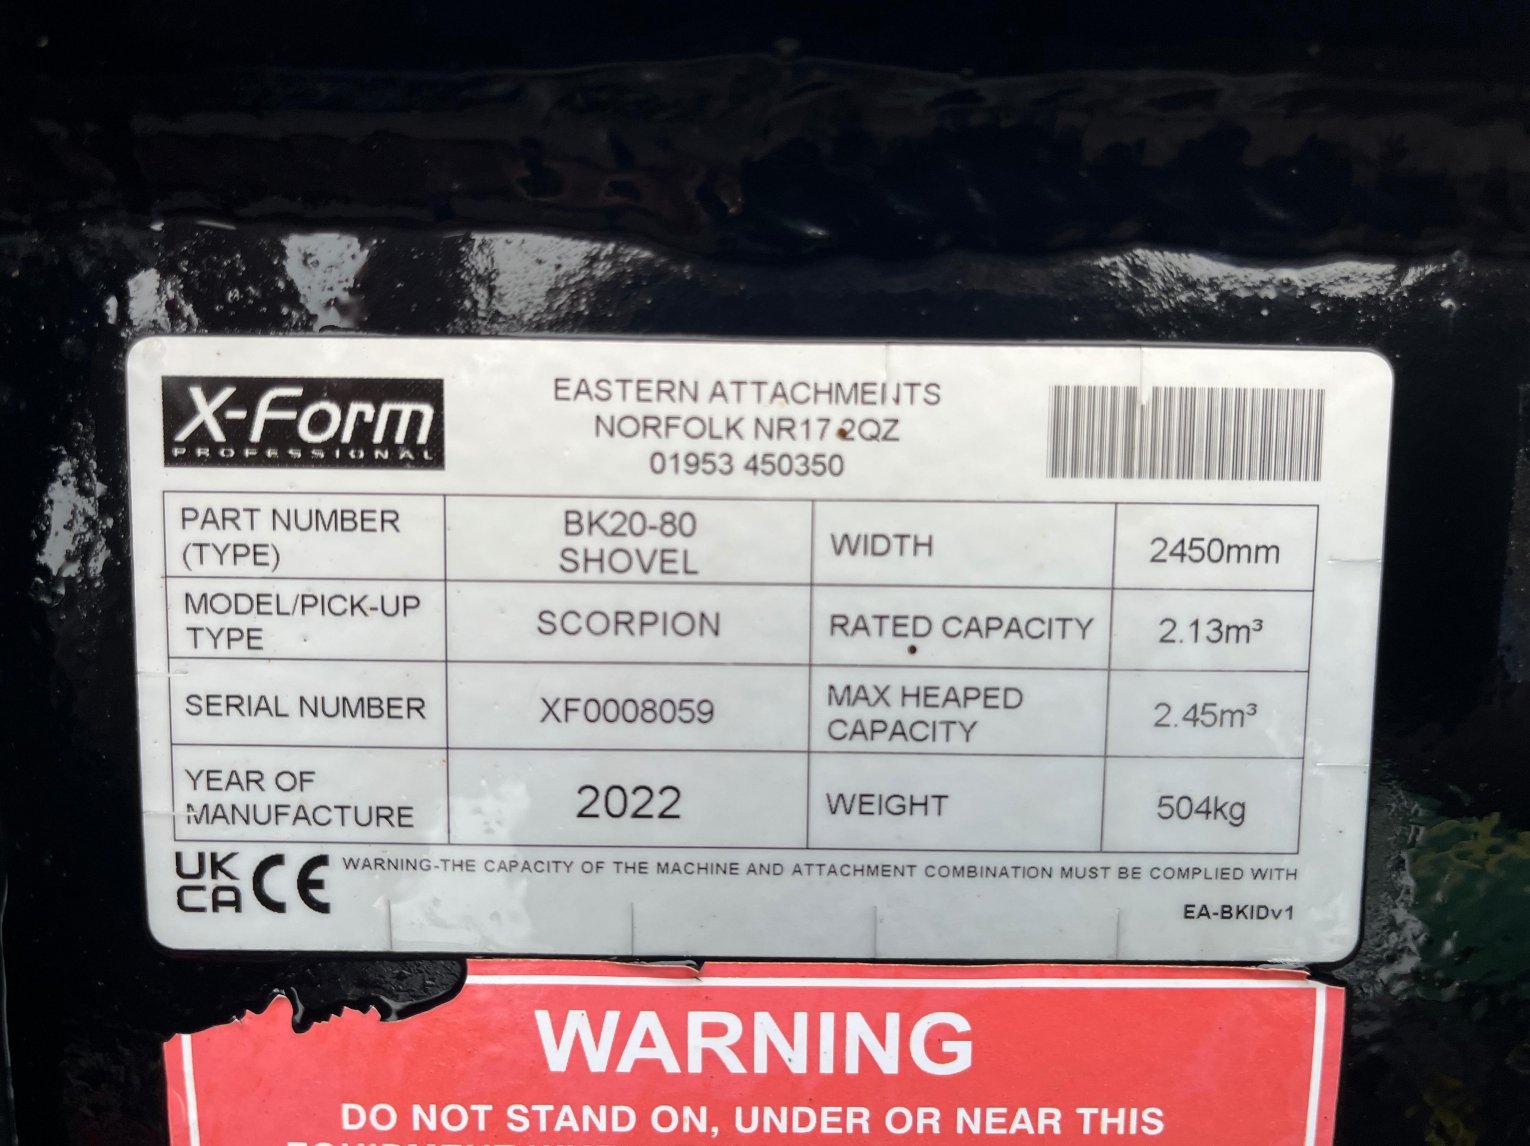 X-Form
PROFESSIONAL
EASTERN ATTACHMENTS
NORFOLK NR17 2QZ
01953 450350
PART NUMBER
(TYPE)
BK20-80
SHOVEL
WIDTH
2450mm
MODEL/PICK-UP
TYPE
SCORPION
RATED CAPACITY
2.13m³
SERIAL NUMBER
XF0008059
MAX HEAPED
CAPACITY
2.45m³
YEAR OF
MANUFACTURE
2022
WEIGHT
504kg
UK
CA
CE
WARNING-THE CAPACITY OF THE MACHINE AND ATTACHMENT COMBINATION MUST BE COMPLIED WITH
EA-BKIDv1
WARNING
DO NOT STAND ON, UNDER OR NEAR THIS